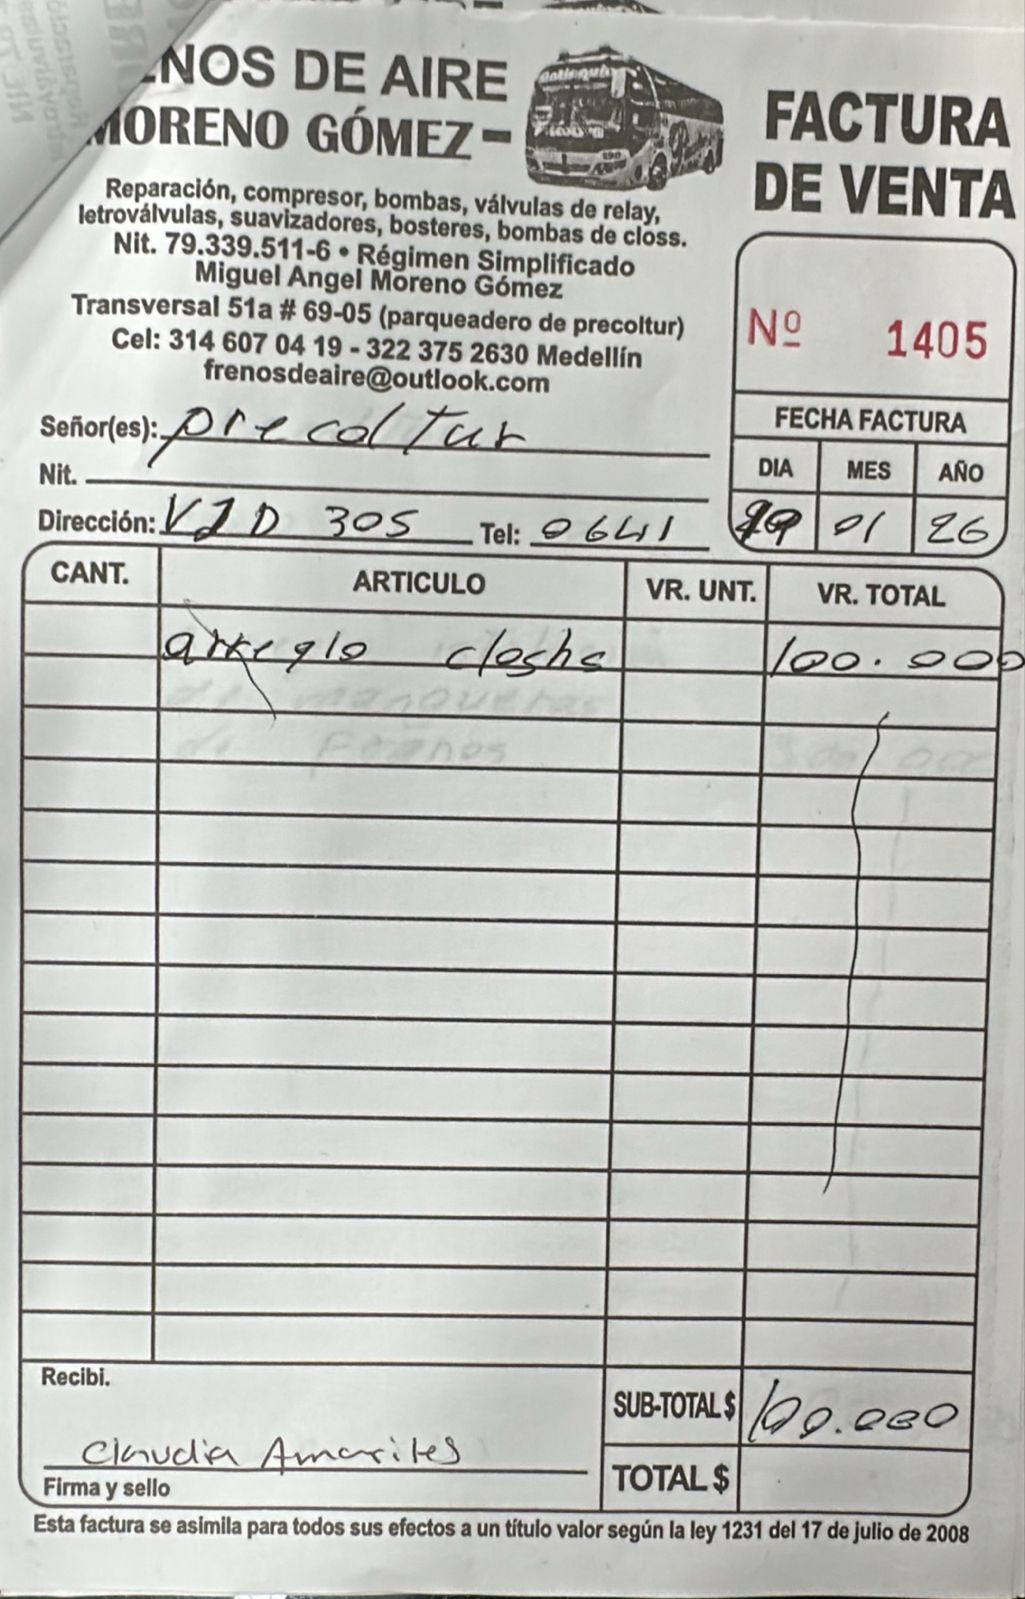 ENOS DE AIRE
MORENO GÓMEZ-
Reparación, compresor, bombas, válvulas de relay,
letroválvulas, suavizadores, bosteres, bombas de closs.
Nit. 79.339.511-6 • Régimen Simplificado
Miguel Angel Moreno Gómez
Transversal 51a # 69-05 (parqueadero de precoltur)
Cel: 314 607 04 19 - 322 375 2630 Medellín
frenosdeaire@outlook.com
FACTURA
DE VENTA
Nº 1405
FECHA FACTURA
DIA MES AÑO
01 26
Señor(es): precoltur
Nit.
Dirección: 305 Tel: 0641
CANT. ARTICULO VR. UNT. VR. TOTAL
arreglo closhe 100.000
Recibi.
SUB-TOTAL $ 100.000
Claudia
Firma y sello
TOTAL $
Esta factura se asimila para todos sus efectos a un título valor según la ley 1231 del 17 de julio de 2008